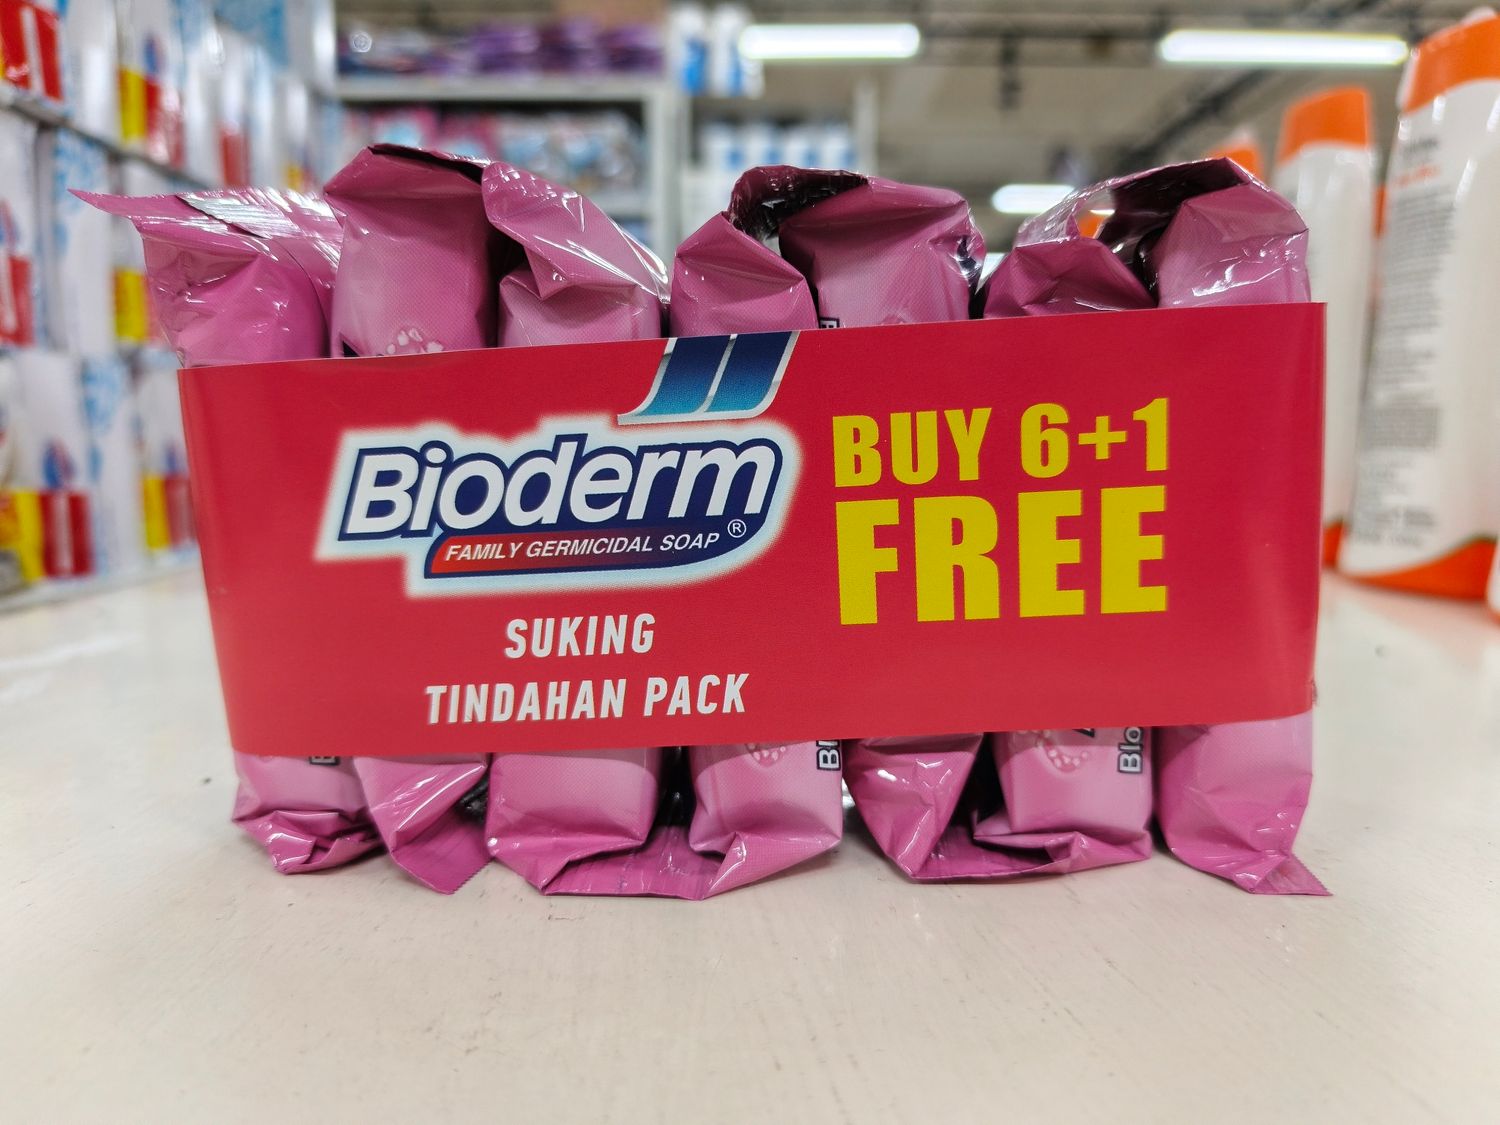 Bioderm®
FAMILY GERMICIDAL SOAP
SUKING
TINDAHAN PACK
BUY 6+1
FREE